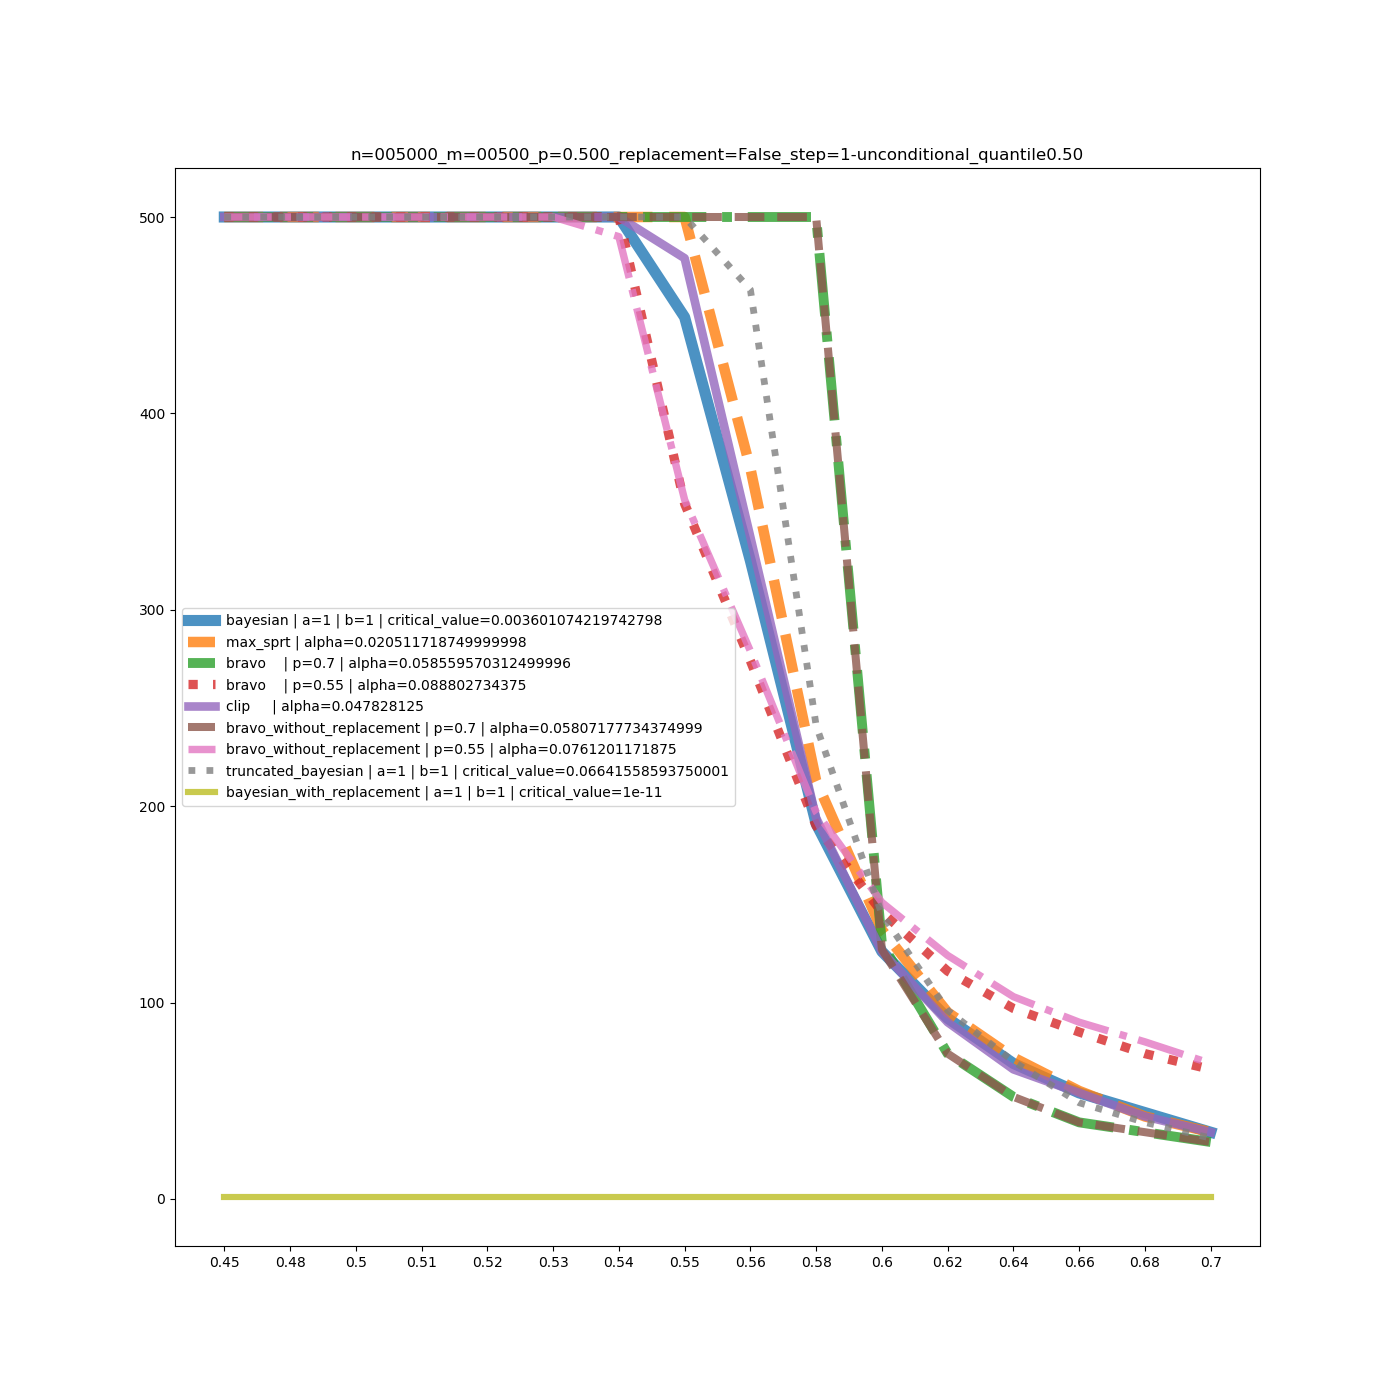 n=005000_m=00500_p=0.500_replacement=False_step=1-unconditional_quantile0.50
500
400
300
200
100
0
bayesian | a=1 | b=1 | critical_value=0.003601074219742798
max_sprt | alpha=0.020511718749999998
bravo    | p=0.7 | alpha=0.058559570312499996
bravo    | p=0.55 | alpha=0.088802734375
clip     | alpha=0.047828125
bravo_without_replacement | p=0.7 | alpha=0.05807177734374999
bravo_without_replacement | p=0.55 | alpha=0.0761201171875
truncated_bayesian | a=1 | b=1 | critical_value=0.06641558593750001
bayesian_with_replacement | a=1 | b=1 | critical_value=1e-11
0.45 0.48 0.5 0.51 0.52 0.53 0.54 0.55 0.56 0.58 0.6 0.62 0.64 0.66 0.68 0.7